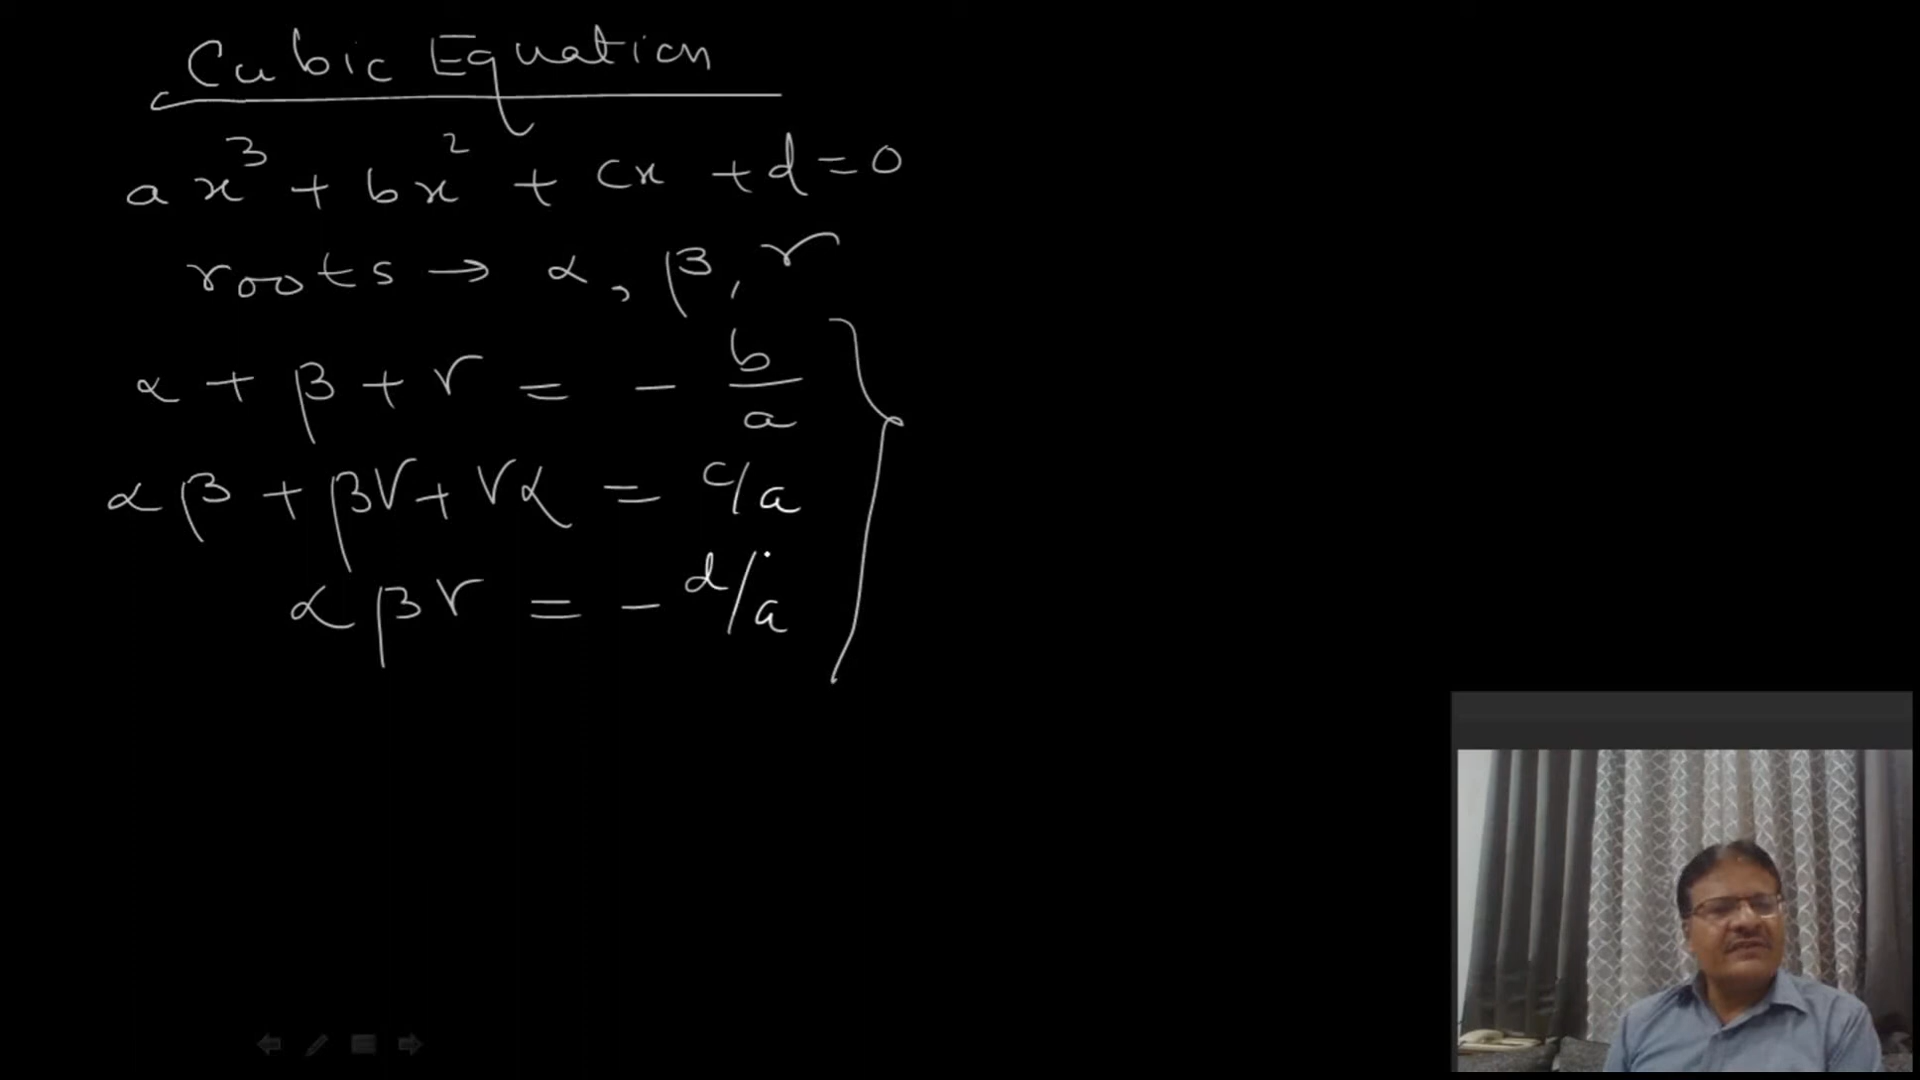 Cubic Equation
ax³ + bx² + cx + d = 0
roots → α, β, γ
α + β + γ = - b/a
αβ + βγ + γα = c/a
αβγ = - d/a